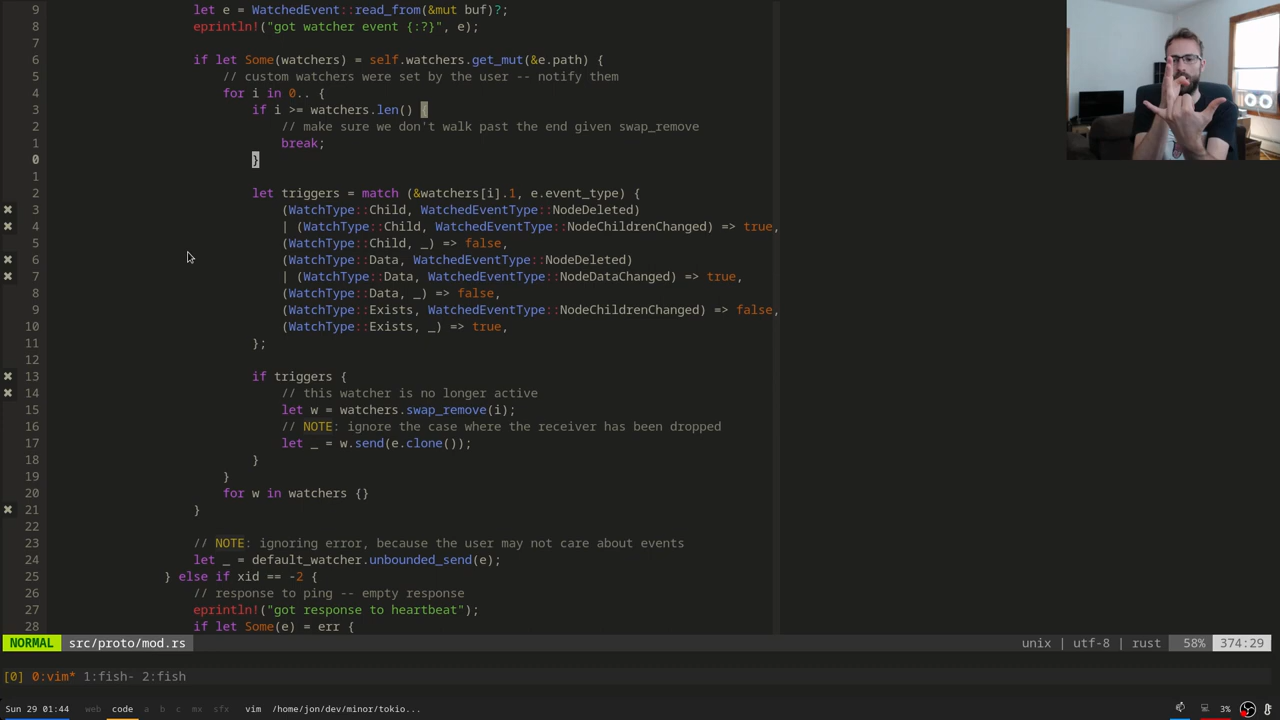 9 let e = WatchedEvent::read_from(&mut buf)?;
8 eprintln!("got watcher event {:?}", e);
7
6 if let Some(watchers) = self.watchers.get_mut(&e.path) {
5 // custom watchers were set by the user -- notify them
4 for i in 0.. {
3 if i >= watchers.len() {
2 // make sure we don't walk past the end given swap_remove
1 break;
0 }
1
2 let triggers = match (&watchers[i].1, e.event_type) {
3 (WatchType::Child, WatchedEventType::NodeDeleted)
4 | (WatchType::Child, WatchedEventType::NodeChildrenChanged) => true,
5 (WatchType::Child, _) => false,
6 (WatchType::Data, WatchedEventType::NodeDeleted)
7 | (WatchType::Data, WatchedEventType::NodeDataChanged) => true,
8 (WatchType::Data, _) => false,
9 (WatchType::Exists, WatchedEventType::NodeChildrenChanged) => false,
10 (WatchType::Exists, _) => true,
11 };
12
13 if triggers {
14 // this watcher is no longer active
15 let w = watchers.swap_remove(i);
16 // NOTE: ignore the case where the receiver has been dropped
17 let _ = w.send(e.clone());
18 }
19 }
20 for w in watchers {}
21 }
22
23 // NOTE: ignoring error, because the user may not care about events
24 let _ = default_watcher.unbounded_send(e);
25 } else if xid == -2 {
26 // response to ping -- empty response
27 eprintln!("got response to heartbeat");
28 if let Some(e) = err {
NORMAL src/proto/mod.rs unix | utf-8 | rust 58% 374:29
[0] 0:vim* 1:fish- 2:fish
Sun 29 01:44 web code a b c mx sfx vim /home/jon/dev/minor/tokio... 3%